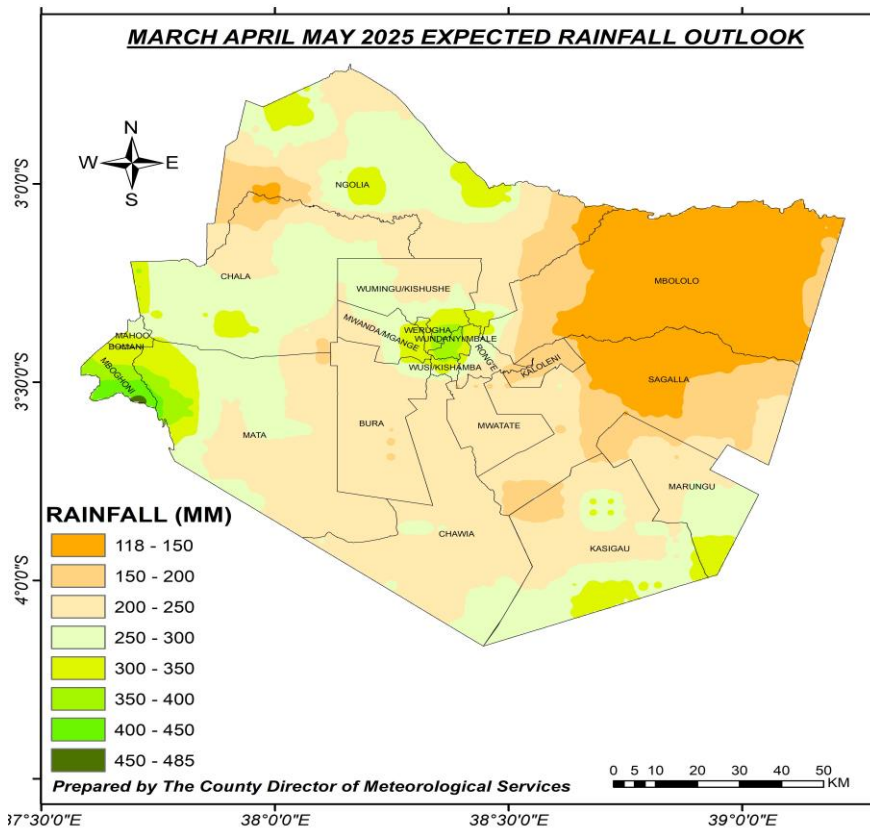 MARCH APRIL MAY 2025 EXPECTED RAINFALL OUTLOOK
N
W E
S
3°0'0"S
3°30'0"S
4°0'0"S
NGOLIA
CHALA
MBOLOLO
WUMINGU/KISHUSHE
MWANDA/MGANGE
WERUGHA
WUNDANYI/MBALE
WUSI/KISHAMBA
RONG'E
KALOLENI
MAHOO
BOMANI
MBOGHONI
SAGALLA
MATA
BURA
MWATATE
MARUNGU
CHAWIA
KASIGAU
RAINFALL (MM)
118 - 150
150 - 200
200 - 250
250 - 300
300 - 350
350 - 400
400 - 450
450 - 485
Prepared by The County Director of Meteorological Services
0 5 10 20 30 40 50
KM
37°30'0"E 38°0'0"E 38°30'0"E 39°0'0"E